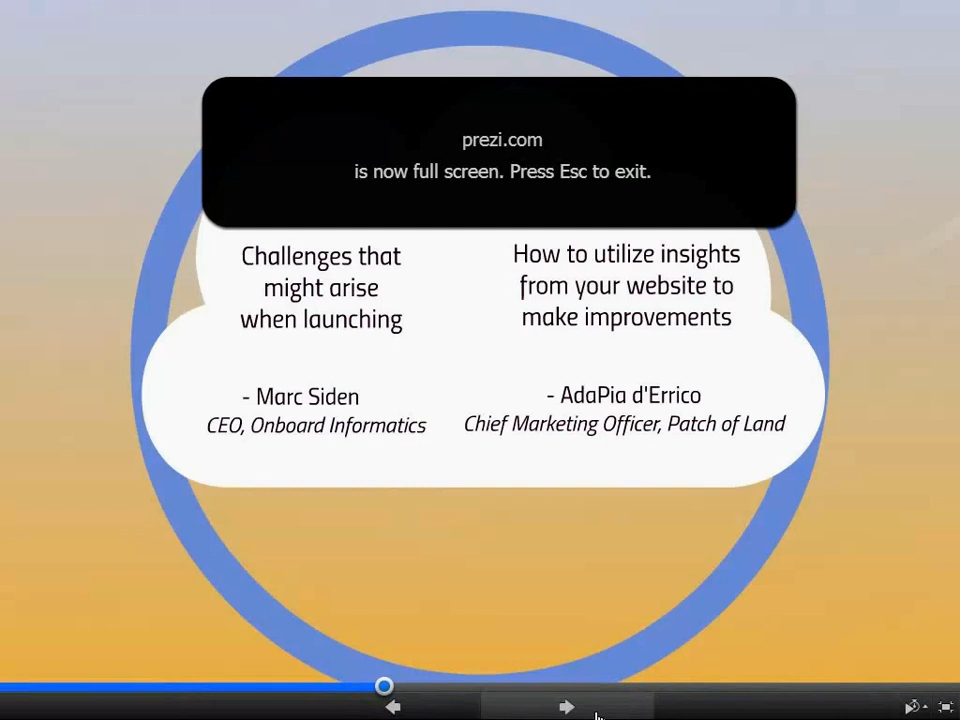 prezi.com
is now full screen. Press Esc to exit.
Challenges that
might arise
when launching
- Marc Siden
CEO, Onboard Informatics
How to utilize insights
from your website to
make improvements
- AdaPia d'Errico
Chief Marketing Officer, Patch of Land